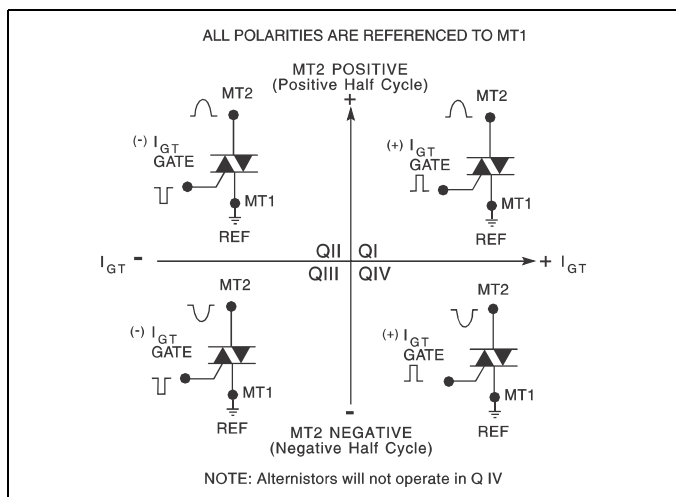 ALL POLARITIES ARE REFERENCED TO MT1
MT2 POSITIVE
(Positive Half Cycle)
+
MT2
(-) IGT
GATE
MT1
REF
MT2
(+) IGT
GATE
MT1
REF
IGT -
QII QI
QIII QIV
+ IGT
MT2
(-) IGT
GATE
MT1
REF
MT2
(+) IGT
GATE
MT1
REF
-
MT2 NEGATIVE
(Negative Half Cycle)
NOTE: Alternistors will not operate in Q IV